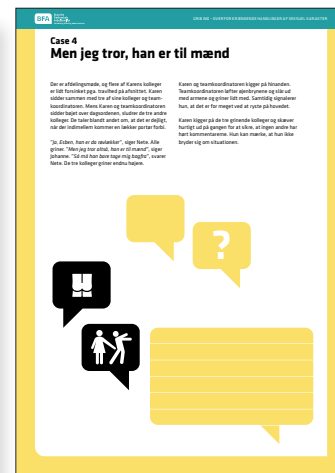 BFA
GRIB IND – OVERFOR KRÆNKENDE HANDLINGER AF SEKSUEL KARAKTER
Case 4
Men jeg tror, han er til mænd
Der er afdelingsmøde, og flere af Karens kolleger
er lidt forsinket pga. travlhed på afsnittet. Karen
sidder sammen med tre af sine kolleger og team-
koordinatoren. Mens Karen og teamkoordinatoren
sidder bøjet over dagsordenen, sludrer de tre andre
kolleger. De taler blandt andet om, at det er dejligt,
når der indimellem kommer en lækker portør forbi.
"Ja, Esben, han er da røvlækker", siger Nete. Alle
griner. "Men jeg tror altså, han er til mænd", siger
Johanne. "Så må han bare tage mig bagfra", svarer
Nete. De tre kolleger griner endnu højere.
Karen og teamkoordinatoren kigger på hinanden.
Teamkoordinatoren løfter øjenbrynene og slår ud
med armene og griner lidt med. Samtidig signalerer
hun, at det er for meget ved at ryste på hovedet.
Karen kigger på de tre grinende kolleger og skæver
hurtigt ud på gangen for at sikre, at ingen andre har
hørt kommentarerne. Hun kan mærke, at hun ikke
bryder sig om situationen.
?